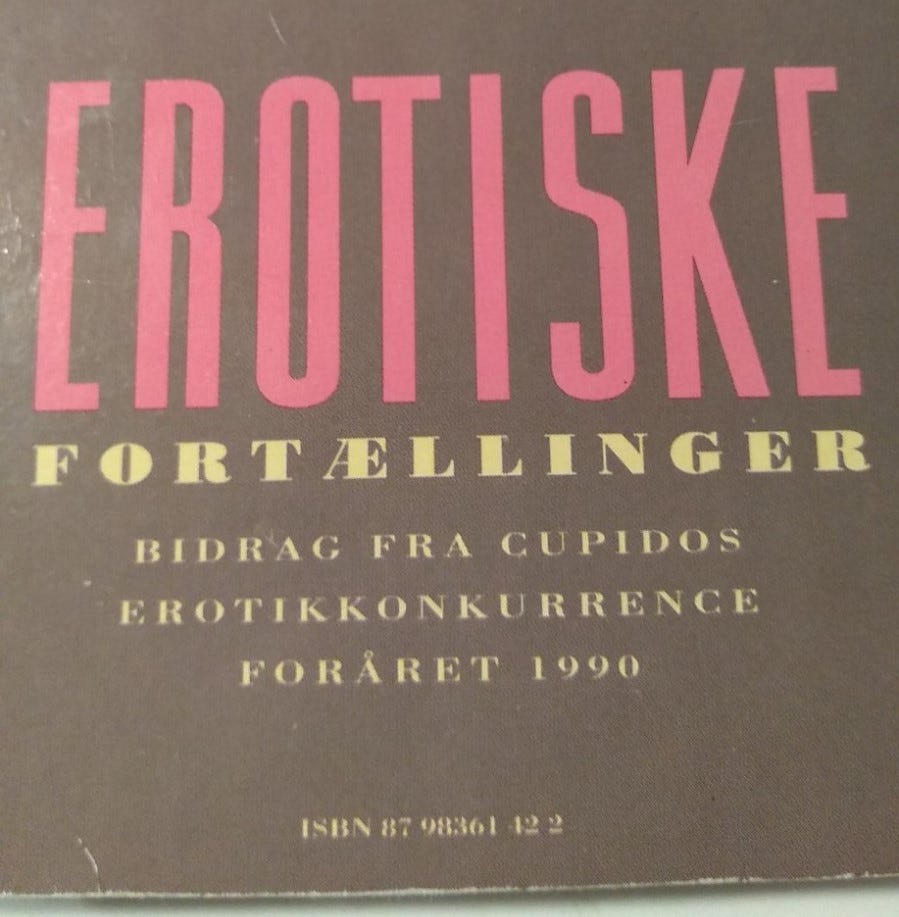 EROTISKE
FORTÆLLINGER
BIDRAG FRA CUPIDOS
EROTIKKONKURRENCE
FORÅRET 1990
ISBN 87 98361 42 2